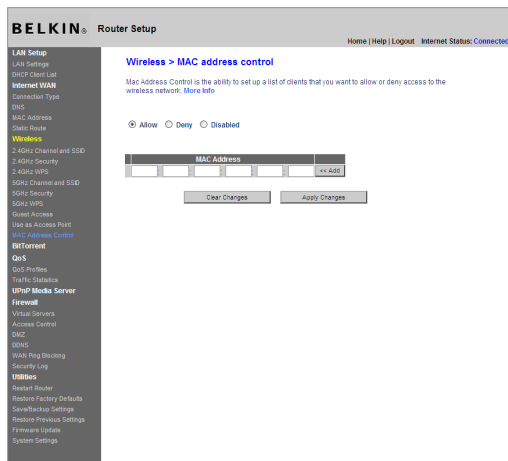 BELKIN® Router Setup
Home | Help | Logout Internet Status: Connected
LAN Setup
LAN Settings
DHCP Client List
Internet WAN
Connection Type
DNS
MAC Address
Static Route
Wireless
2.4GHz Channel and SSID
2.4GHz Security
2.4GHz WPS
5GHz Channel and SSID
5GHz Security
5GHz WPS
Guest Access
Use as Access Point
MAC Address Control
BitTorrent
QoS
QoS Profiles
Traffic Statistics
UPnP Media Server
Firewall
Virtual Servers
Access Control
DMZ
DDNS
WAN Ping Blocking
Security Log
Utilities
Restart Router
Restore Factory Defaults
Save/Backup Settings
Restore Previous Settings
Firmware Update
System Settings
Wireless > MAC address control
Mac Address Control is the ability to set up a list of clients that you want to allow or deny access to the
wireless network. More Info
Allow Deny Disabled
MAC Address
: : : : : << Add
Clear Changes Apply Changes